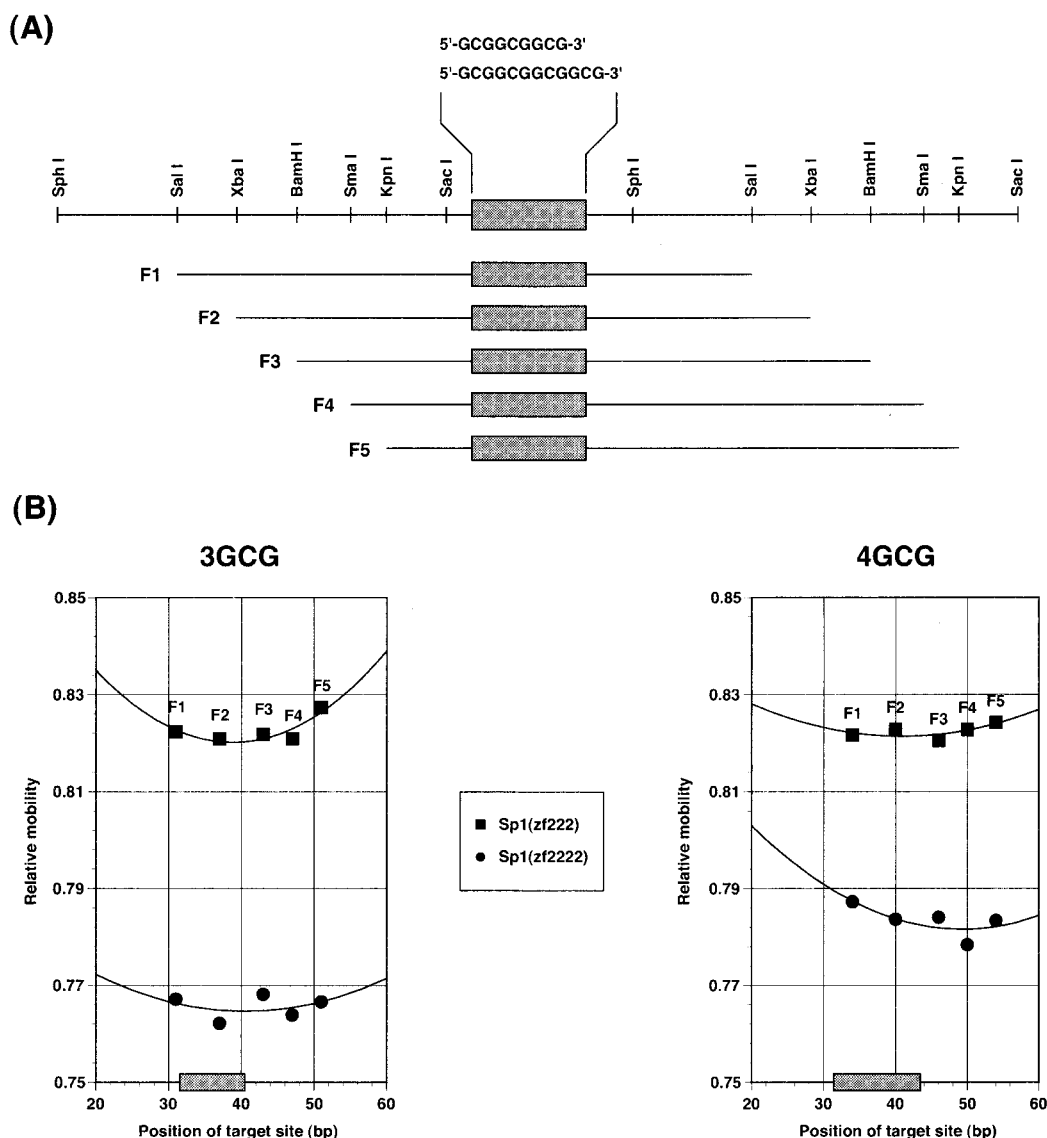 (A)
5'-GCGGCGGCG-3'
5'-GCGGCGGCGGCG-3'
Sph I
Sal I
Xba I
BamH I
Sma I
Kpn I
Sac I
Sph I
Sal I
Xba I
BamH I
Sma I
Kpn I
Sac I
F1
F2
F3
F4
F5
(B)
3GCG
0.85
0.83
0.81
0.79
0.77
0.75
Relative mobility
F1
F2
F3
F4
F5
20
30
40
50
60
Position of target site (bp)
Sp1(zf222)
Sp1(zf2222)
4GCG
0.85
0.83
0.81
0.79
0.77
0.75
Relative mobility
F1
F2
F3
F4
F5
20
30
40
50
60
Position of target site (bp)